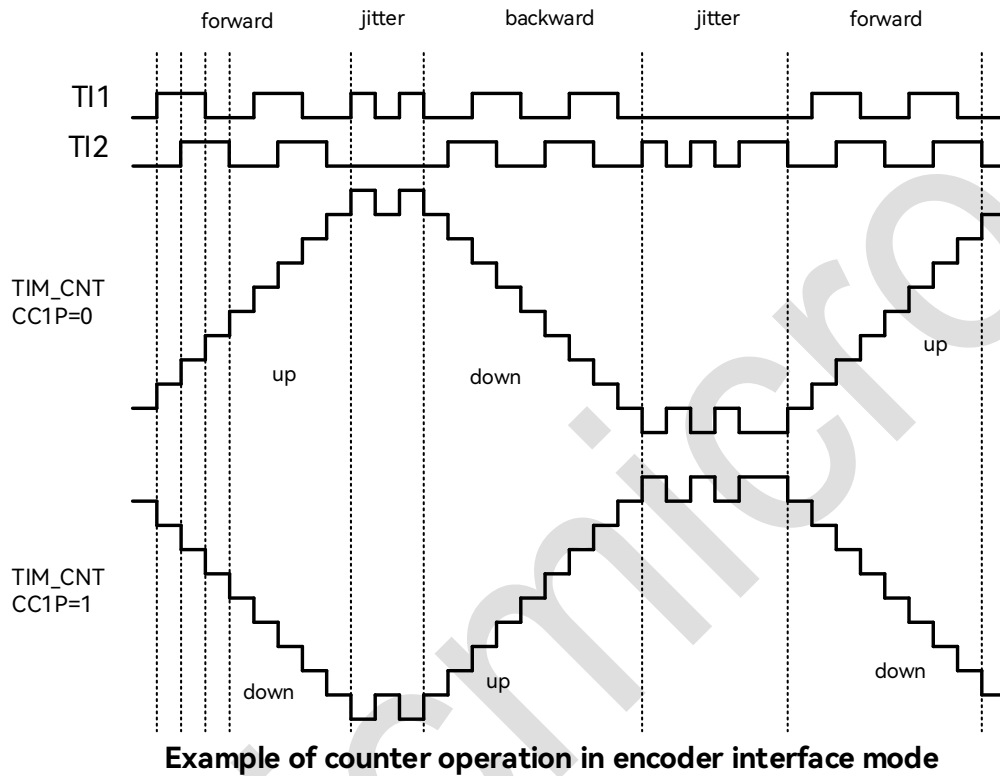 forward jitter backward jitter forward
TI1
TI2
TIM_CNT
CC1P=0
up
up
down
TIM_CNT
CC1P=1
down
up
down
Example of counter operation in encoder interface mode
cmicro